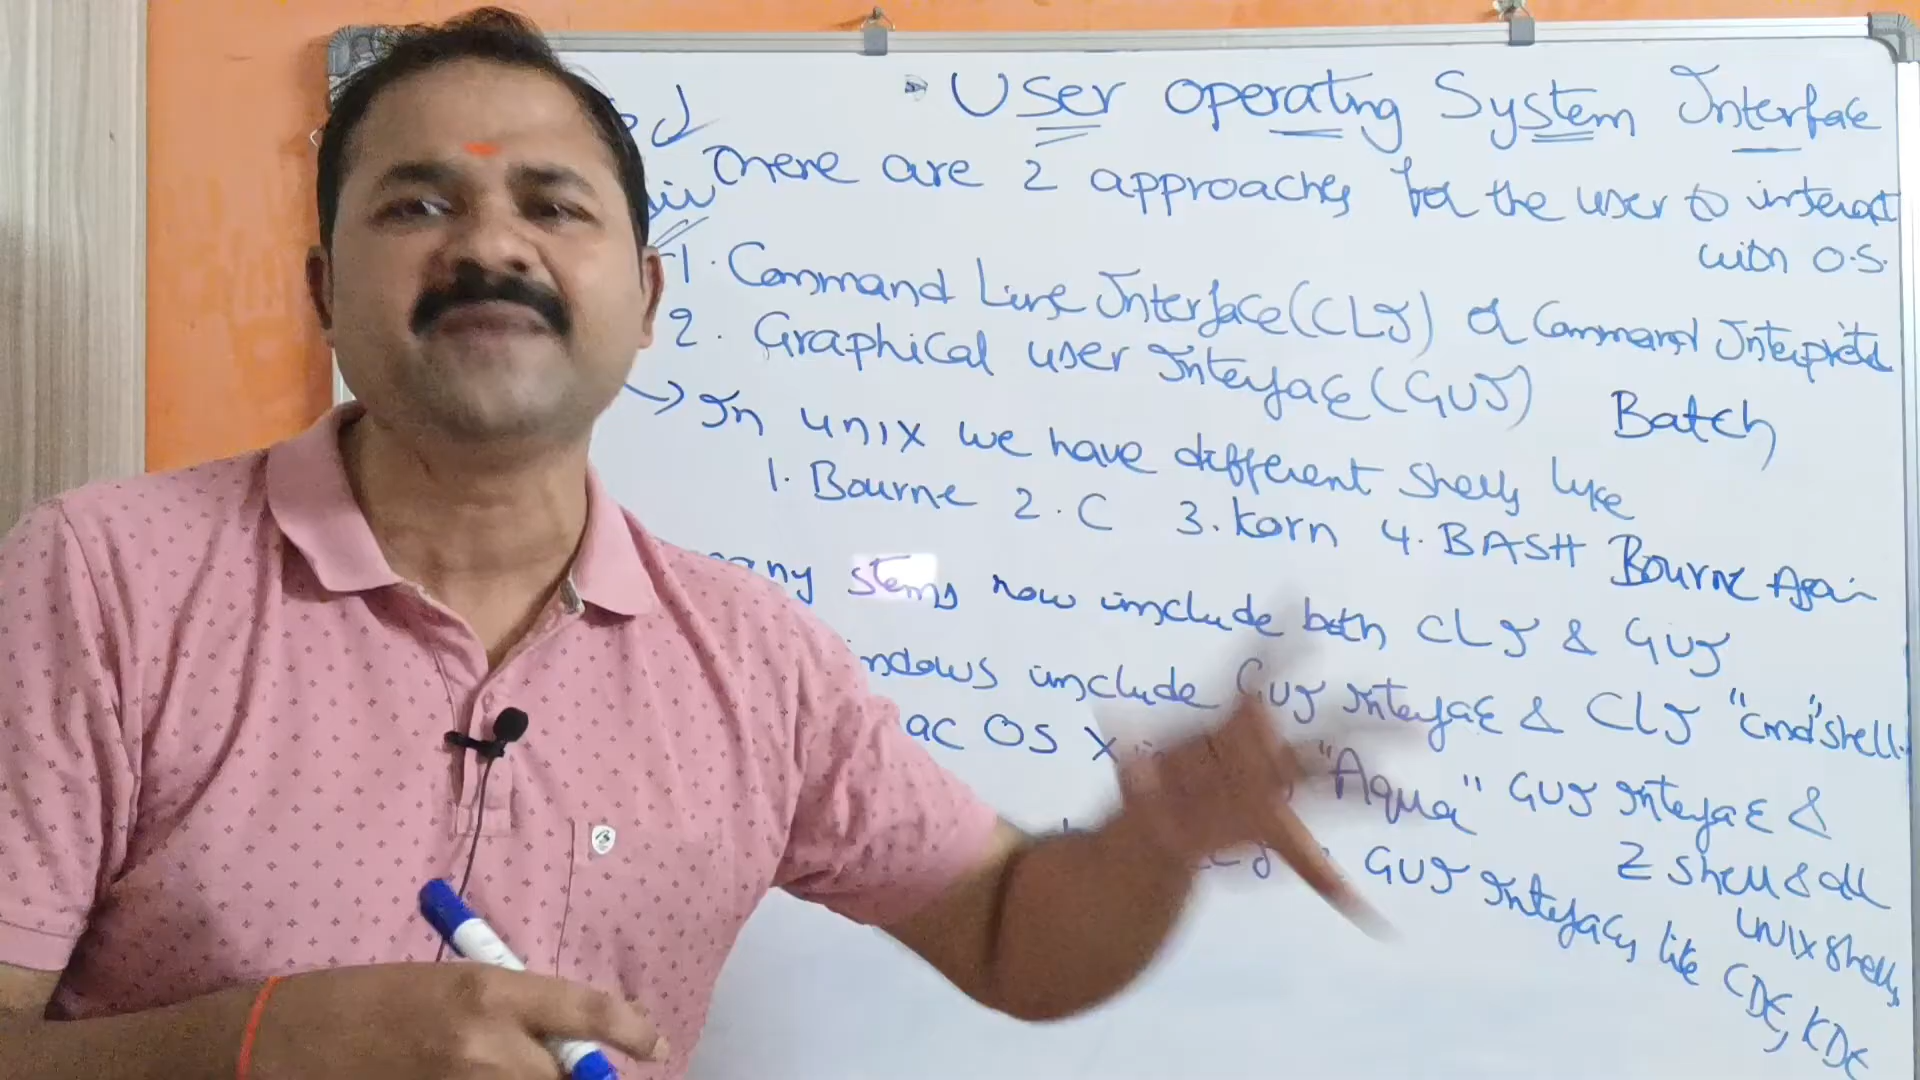 User Operating System Interface
There are 2 approaches for the user to interact
with O.S.
1. Command Line Interface (CLI) or Command Interpreter
2. Graphical user Interface (GUI)
Batch
→ In unix we have different shells like
1. Bourne 2. C 3. korn 4. BASH Bourne Again
now include both CLI & GUI
include GUI Interface & CLI "cmd" shell.
OS X "Aqua" GUI Interface &
Z shell & all
unix shells
GUI Interfaces like CDE, KDE